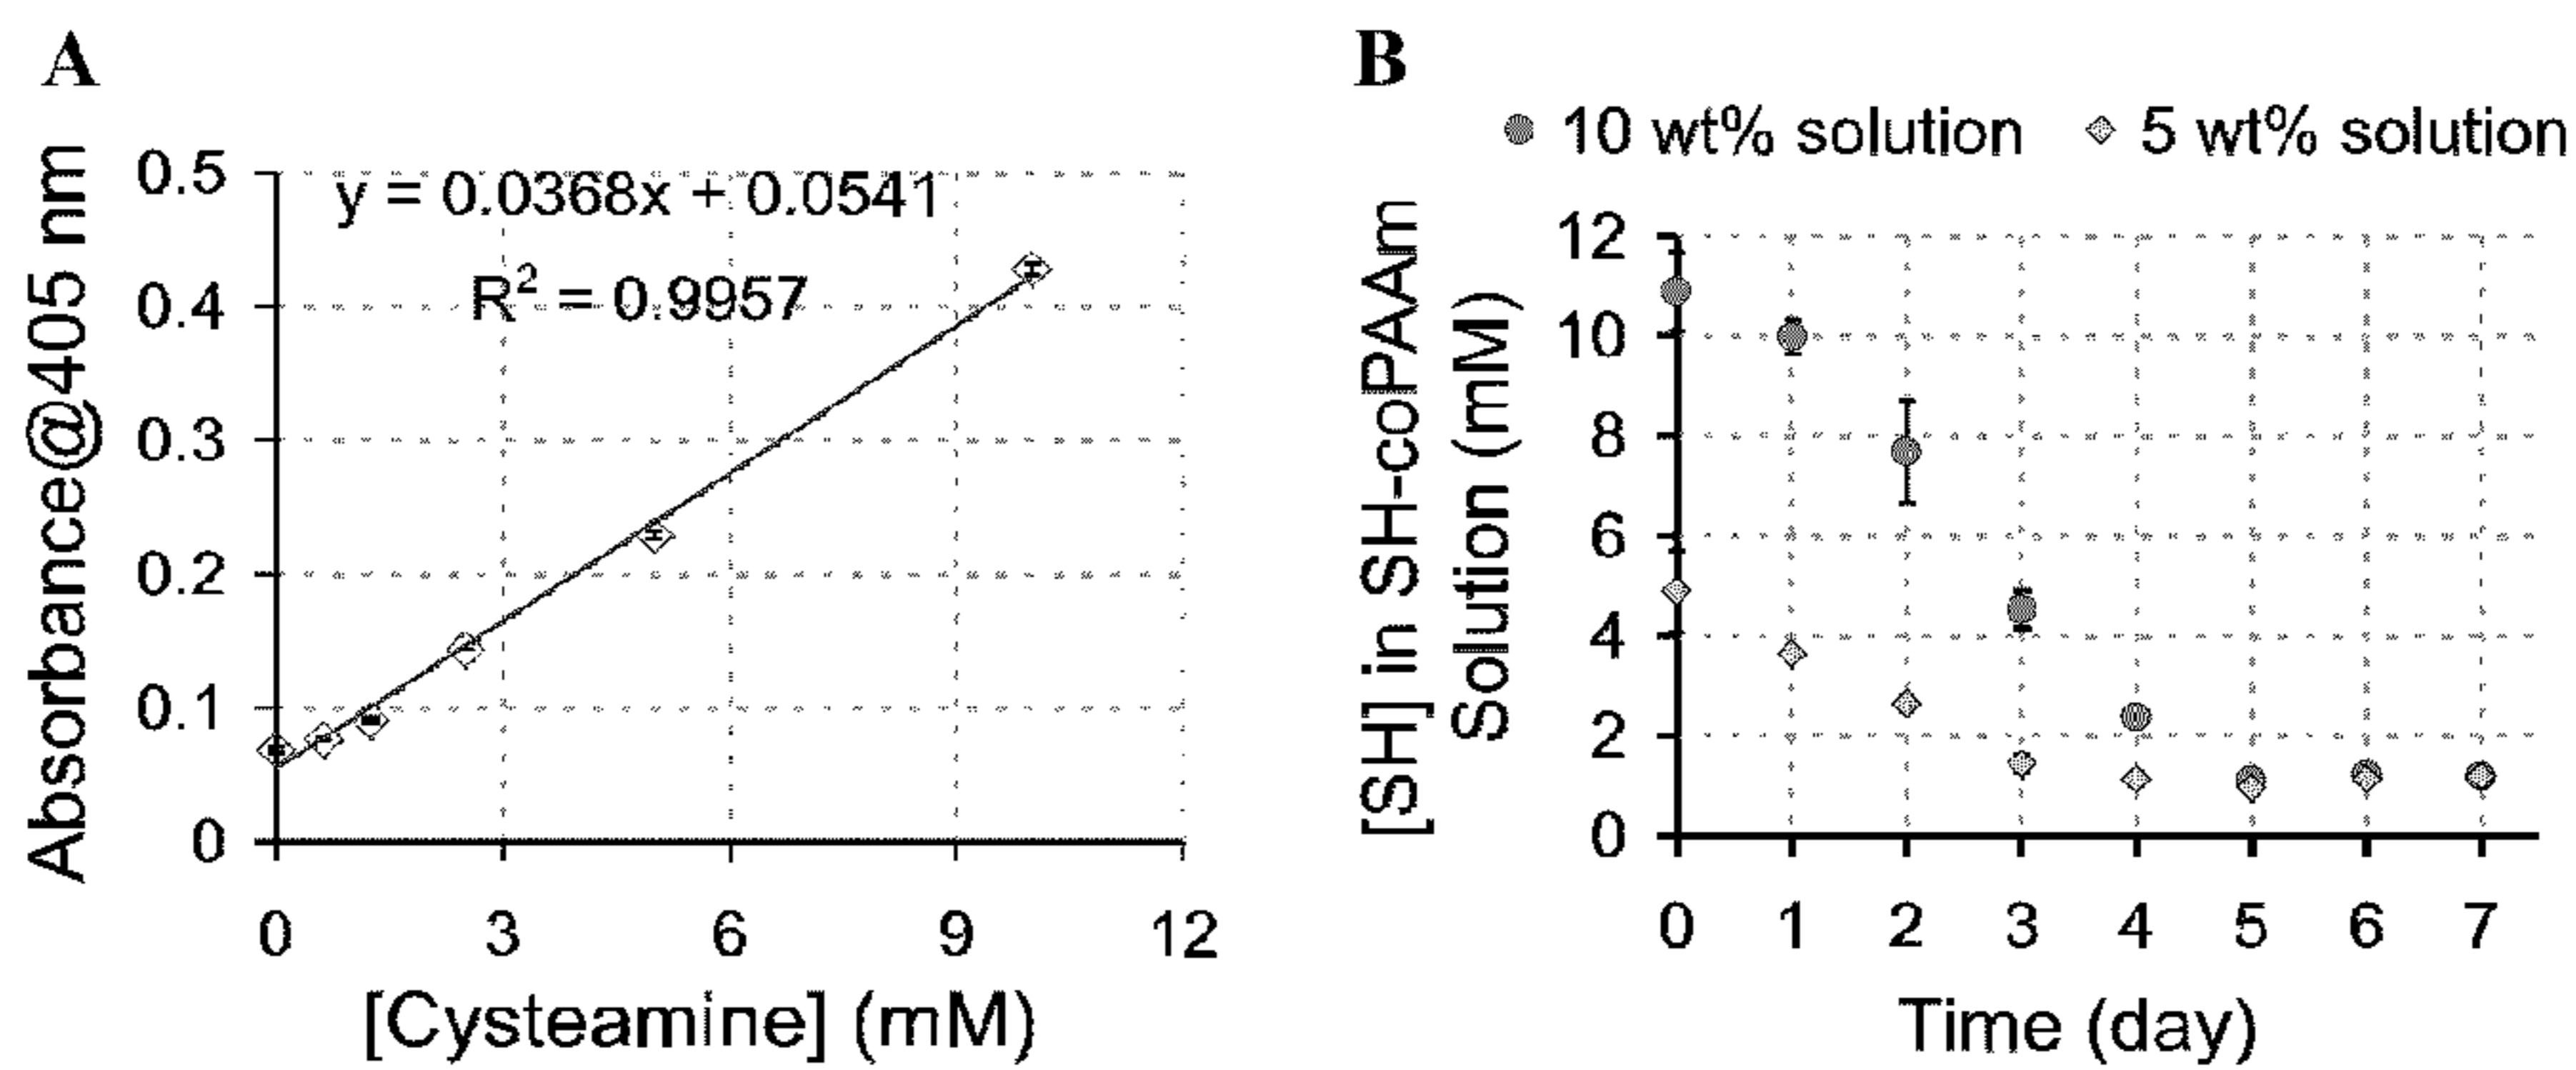 A
Absorbance@405 nm
0.5
0.4
0.3
0.2
0.1
0
y = 0.0368x + 0.0541
R² = 0.9957
0 3 6 9 12
[Cysteamine] (mM)
B
10 wt% solution 5 wt% solution
[SH] in SH-coPAAm
Solution (mM)
12
10
8
6
4
2
0
0 1 2 3 4 5 6 7
Time (day)